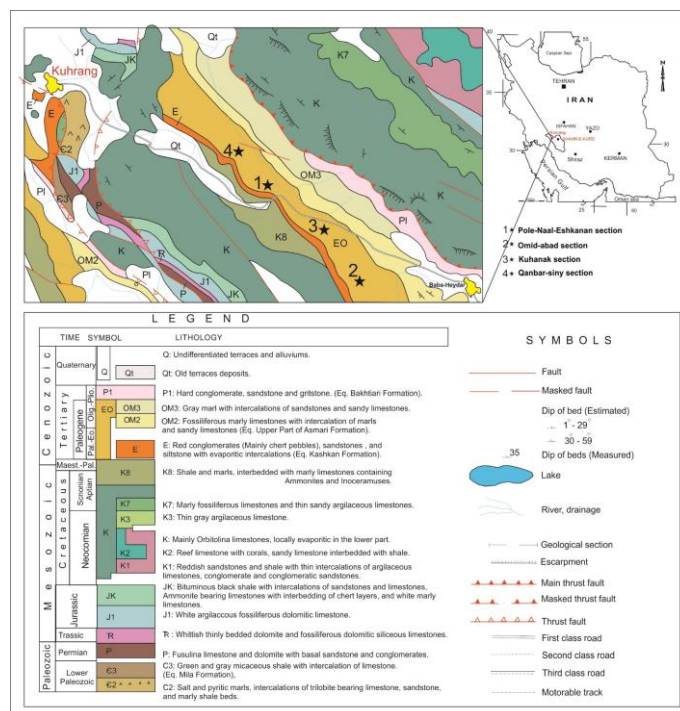 J1
JK
Qt
K7
K
Kuhrang
E
E
Є2
J1
Є3
Pl
P
Qt
4
1
3
2
OM3
Pl
K8
EO
K
OM2
Pl
TR
J1
P
JK
Baba-Heydar
Caspian Sea
TEHRAN
IRAN
ISFAHAN
YAZD
Shiraz
KERMAN
Persian Gulf
Oman sea
N
1 Pole-Naal-Eshkanan section
2 Omid-abad section
3 Kuhanak section
4 Qanbar-siny section
LEGEND
TIME SYMBOL LITHOLOGY
Cenozoic
Quaternary
Q
Qt
Q: Undifferentiated terraces and alluviums.
Qt: Old terraces deposits.
Tertiary
Paleogene
Pal.-Eo.
Olig.-Plio.
P1
EO
OM3
OM2
E
P1: Hard conglomerate, sandstone and gritstone. (Eq. Bakhtiari Formation).
OM3: Gray marl with intercalations of sandstones and sandy limestones.
OM2: Fossiliferous marly limestones with intercalation of marls
and sandy limestones (Eq. Upper Part of Asmari Formation).
E: Red conglomerates (Mainly chert pebbles), sandstones , and
siltstone with evaporitic intercalations (Eq. Kashkan Formation).
Mesozoic
Cretaceous
Maest.-Pal.
Scnonian
Aptian
Neccomian
K8
K7
K3
K
K2
K1
K8: Shale and marls, interbedded with marly limestones containing
Ammonites and Inoceramuses.
K7: Marly fossiliferous limestones and thin sandy argilaceous limestones.
K3: Thin gray argilaceous limestone.
K: Mainly Orbitolina limestones, locally evaporitic in the lower part.
K2: Reef limestone with corals, sandy limestone interbedded with shale.
K1: Reddish sandstones and shale with thin intercalations of argilaceous
limestones, conglomerate and conglomeratic sandstones.
Jurassic
JK
J1
JK: Bituminous black shale with intercalations of sandstones and limestones,
Ammonite bearing limestones with interbedding of chert layers, and white marly
limestones.
J1: White argilaccous fossiliferous dolomitic limestone.
Trassic
TR
TR: Whittish thinly bedded dolomite and fossiliferous dolomitic siliceous limestones.
Paleozoic
Permian
P
P: Fusulina limestone and dolomite with basal sandstone and conglomerates.
Lower
Paleozoic
Є3
Є2
C3: Green and gray micaceous shale with intercalation of limestone.
(Eq. Mila Formation),
C2: Salt and pyritic marls, intercalations of trilobite bearing limestone, sandstone,
and marly shale beds.
SYMBOLS
Fault
Masked fault
Dip of bed (Estimated)
1° - 29°
30 - 59
35
Dip of beds (Measured)
Lake
River, drainage
Geological section
Escarpment
Main thrust fault
Masked thrust fault
Thrust fault
First class road
Second class road
Third class road
Motorable track